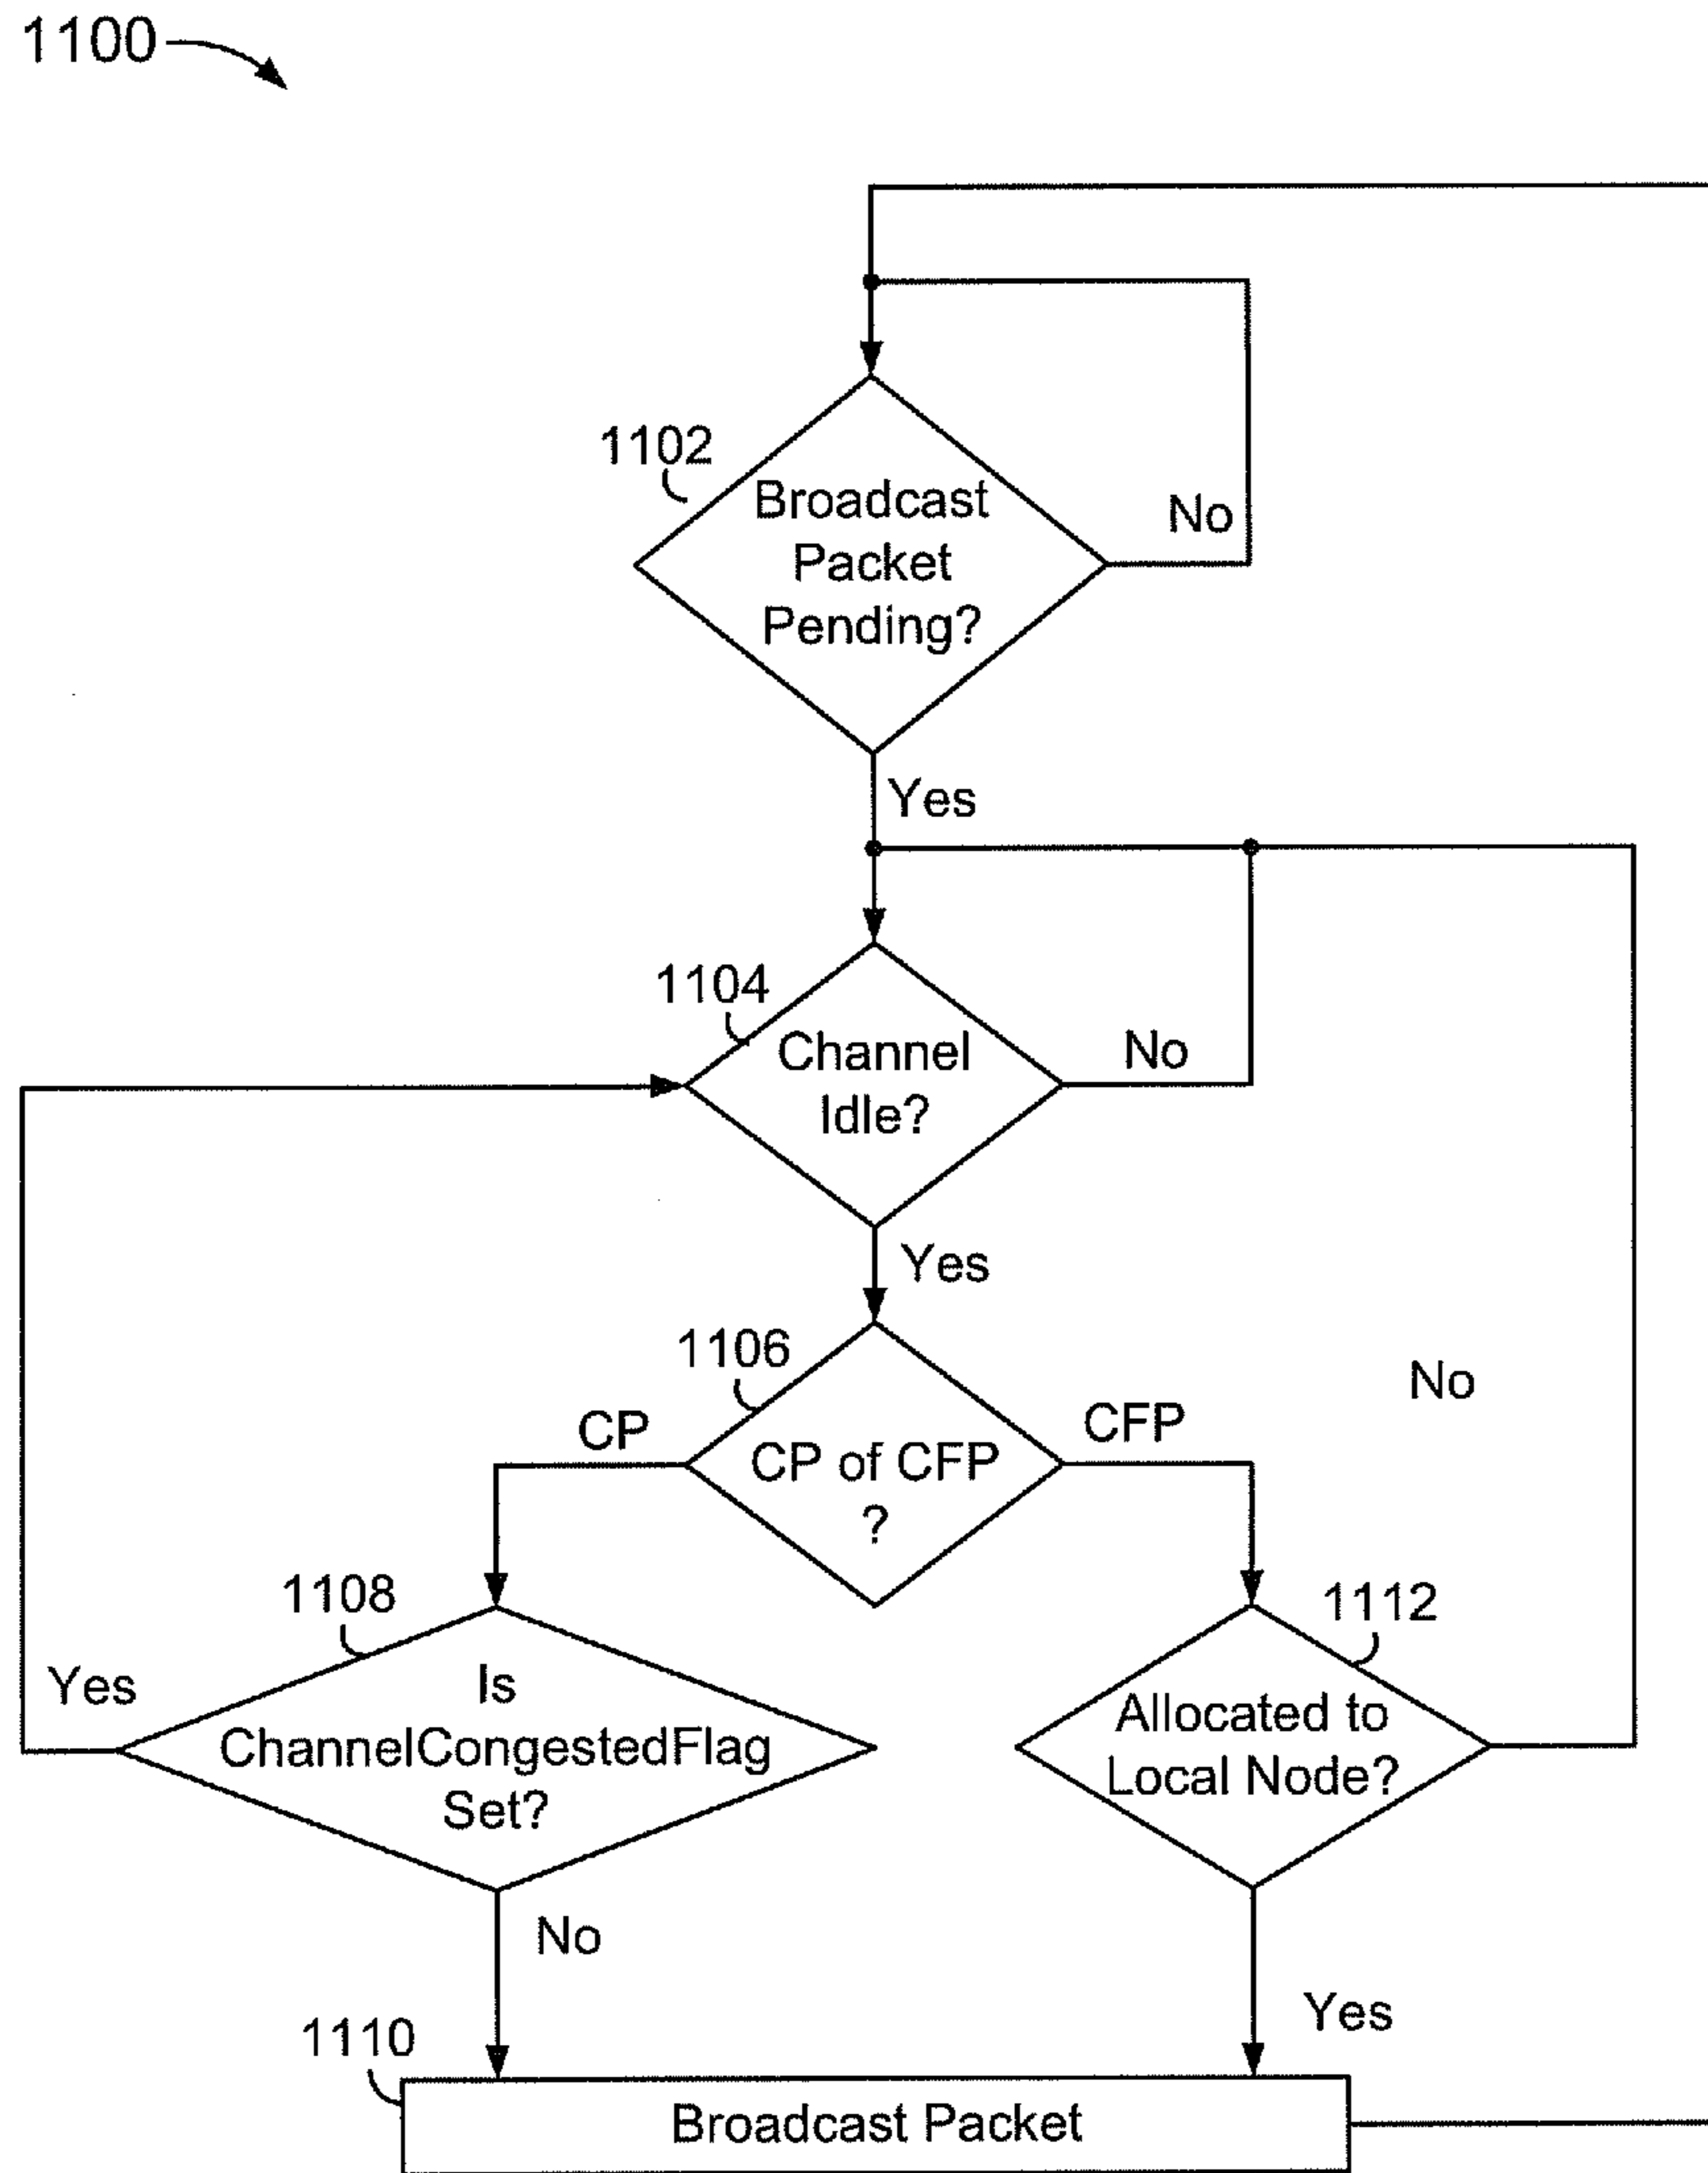 1100
1102
Broadcast
Packet
Pending?
No
Yes
1104
Channel
Idle?
No
Yes
1106
CP
CP of CFP
?
CFP
No
1108
Yes
Is
ChannelCongestedFlag
Set?
1112
Allocated to
Local Node?
No
Yes
1110
Broadcast Packet